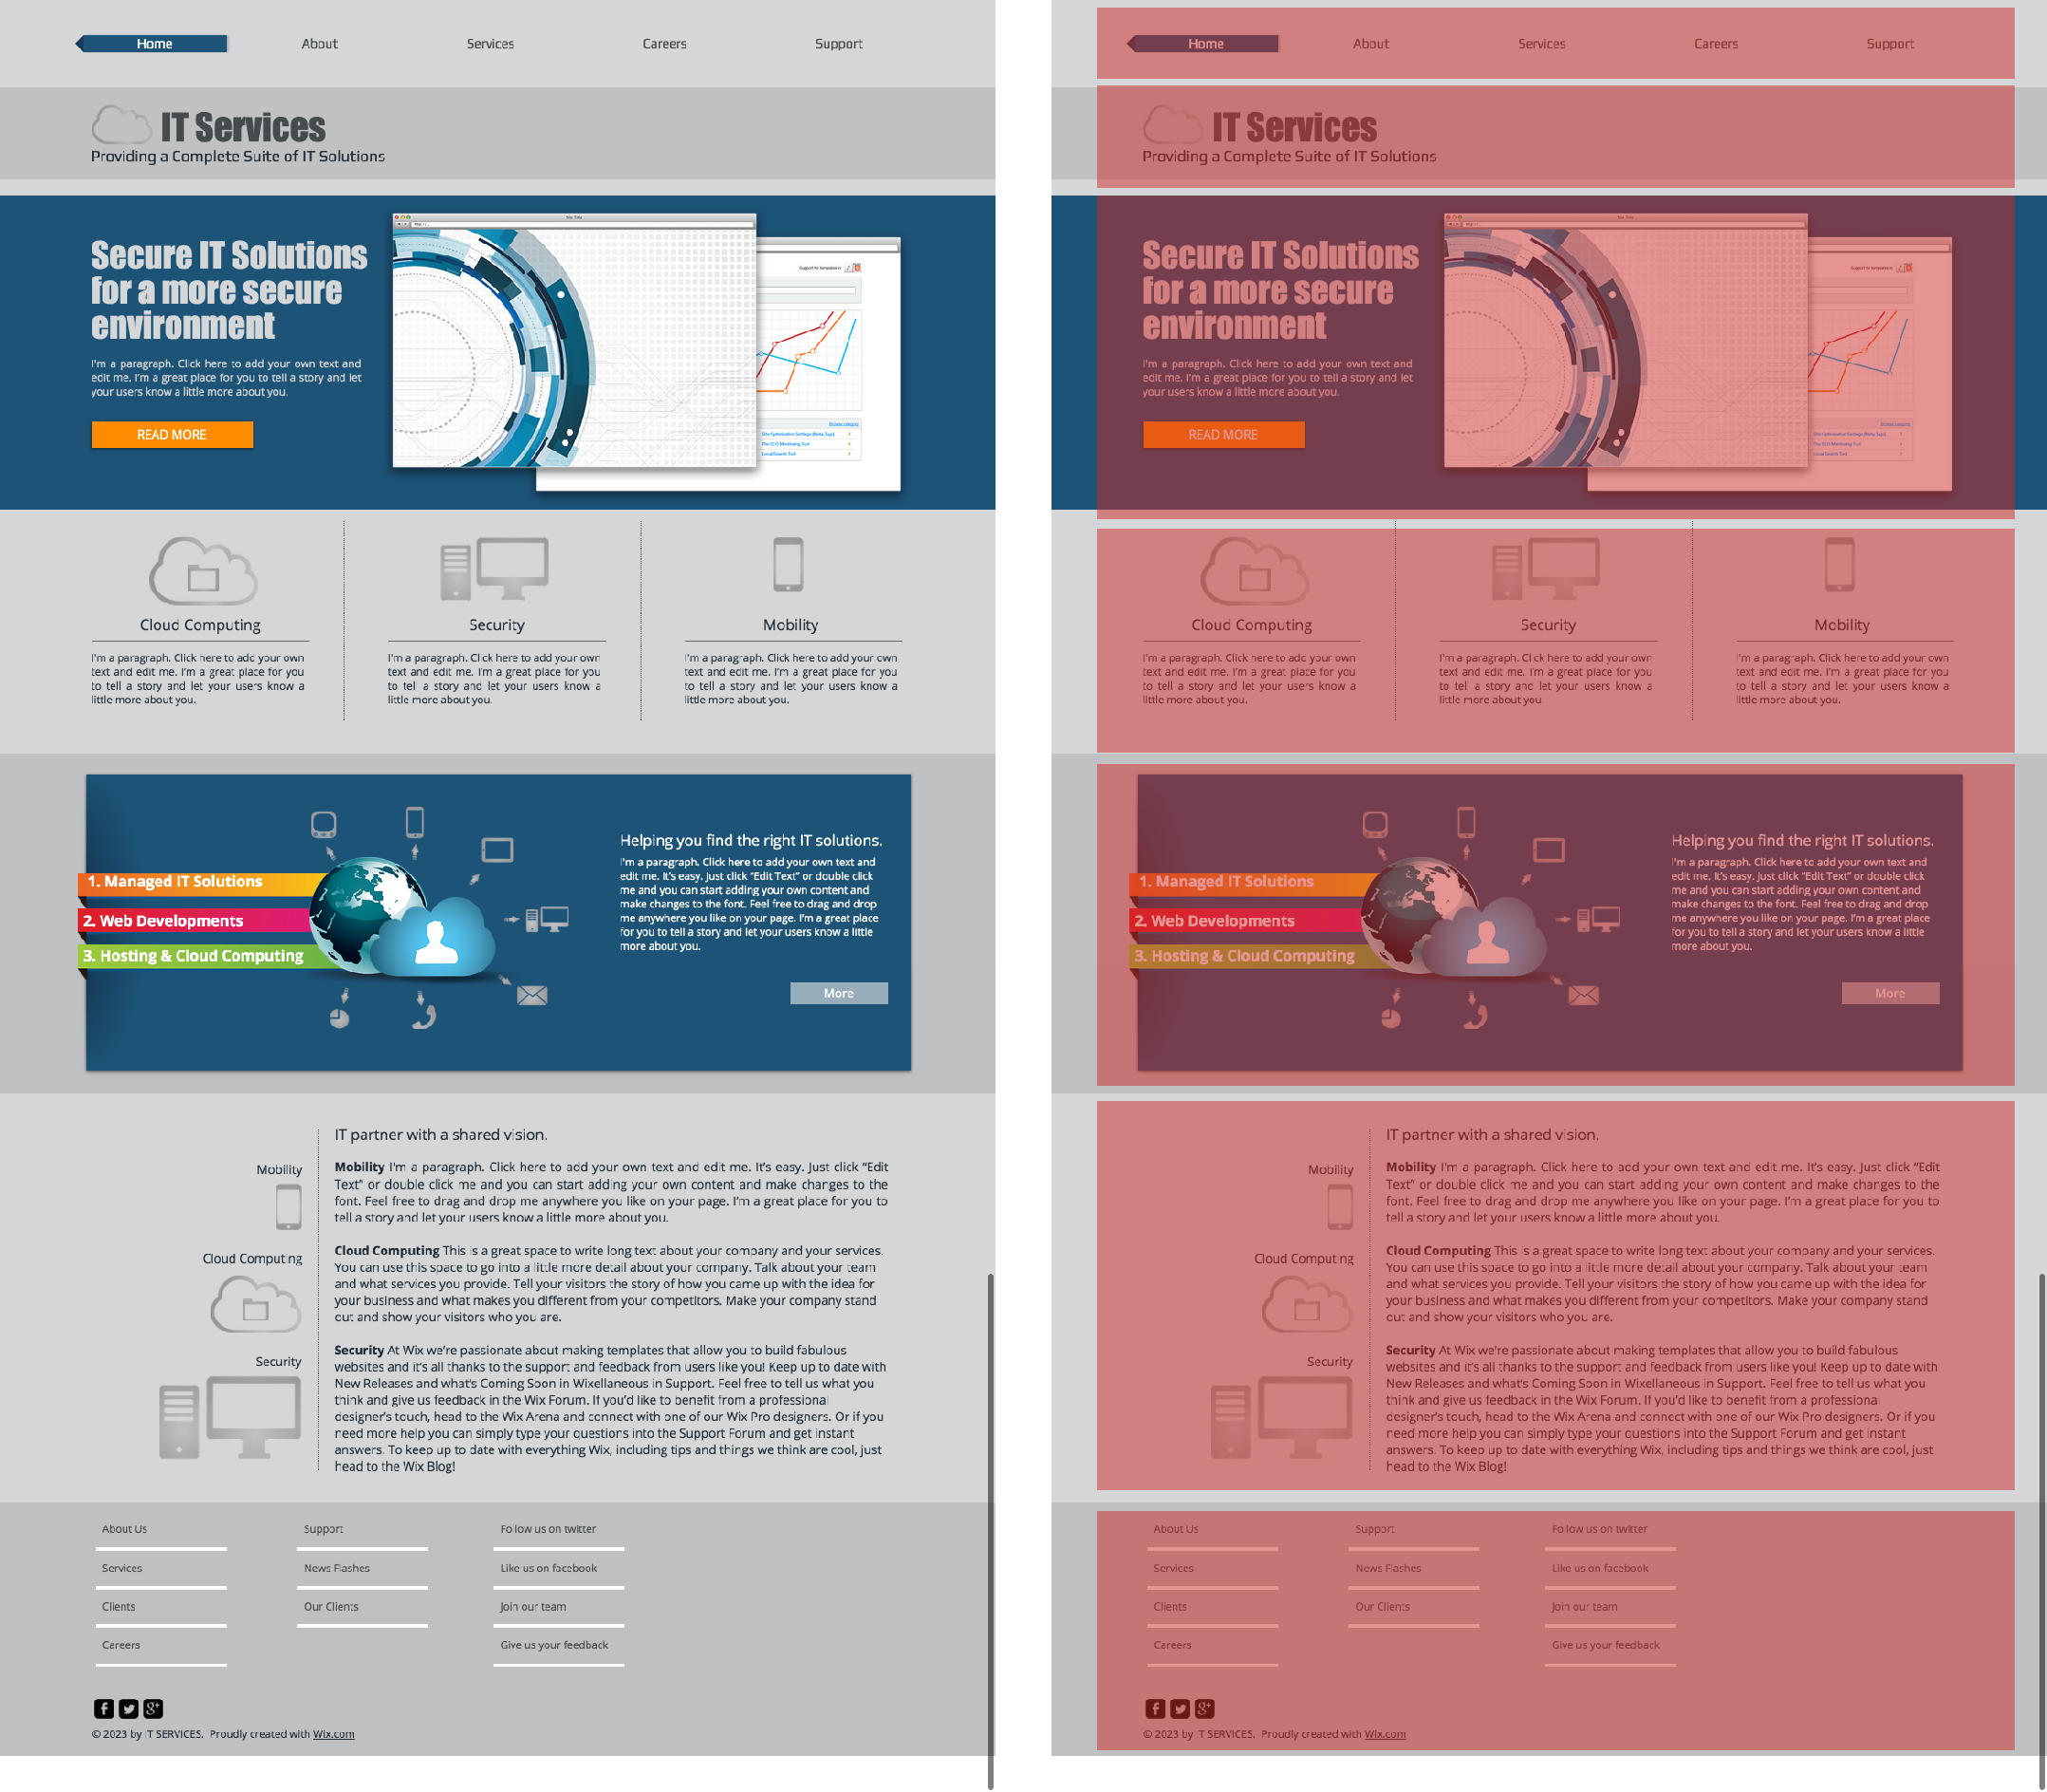 Home About Services Careers Support
IT Services
Providing a Complete Suite of IT Solutions
Secure IT Solutions
for a more secure
environment
I'm a paragraph. Click here to add your own text and
edit me. I'm a great place for you to tell a story and let
your users know a little more about you.
READ MORE
Support for templates in
Browse category
Site Optimization Settings (Meta Tags)
Local Search Tool
Cloud Computing
I'm a paragraph. Click here to add your own
text and edit me. I'm a great place for you
to tell a story and let your users know a
little more about you.
Security
I'm a paragraph. Click here to add your own
text and edit me. I'm a great place for you
to tell a story and let your users know a
little more about you.
Mobility
I'm a paragraph. Click here to add your own
text and edit me. I'm a great place for you
to tell a story and let your users know a
little more about you.
1. Managed IT Solutions
2. Web Developments
3. Hosting & Cloud Computing
Helping you find the right IT solutions.
I'm a paragraph. Click here to add your own text and
edit me. It's easy. Just click “Edit Text” or double click
me and you can start adding your own content and
make changes to the font. Feel free to drag and drop
me anywhere you like on your page. I'm a great place
for you to tell a story and let your users know a little
more about you.
More
Mobility
Cloud Computing
Security
IT partner with a shared vision.
Mobility I'm a paragraph. Click here to add your own text and edit me. It's easy. Just click “Edit
Text” or double click me and you can start adding your own content and make changes to the
font. Feel free to drag and drop me anywhere you like on your page. I'm a great place for you to
tell a story and let your users know a little more about you.
Cloud Computing This is a great space to write long text about your company and your services.
You can use this space to go into a little more detail about your company. Talk about your team
and what services you provide. Tell your visitors the story of how you came up with the idea for
your business and what makes you different from your competitors. Make your company stand
out and show your visitors who you are.
Security At Wix we're passionate about making templates that allow you to build fabulous
websites and it's all thanks to the support and feedback from users like you! Keep up to date with
New Releases and what's Coming Soon in Wixellaneous in Support. Feel free to tell us what you
think and give us feedback in the Wix Forum. If you'd like to benefit from a professional
designer's touch, head to the Wix Arena and connect with one of our Wix Pro designers. Or if you
need more help you can simply type your questions into the Support Forum and get instant
answers. To keep up to date with everything Wix, including tips and things we think are cool, just
head to the Wix Blog!
About Us
Services
Clients
Careers
Support
News Flashes
Our Clients
Follow us on twitter
Like us on facebook
Join our team
Give us your feedback
© 2023 by IT SERVICES. Proudly created with Wix.com
Home About Services Careers Support
IT Services
Providing a Complete Suite of IT Solutions
Secure IT Solutions
for a more secure
environment
I'm a paragraph. Click here to add your own text and
edit me. I'm a great place for you to tell a story and let
your users know a little more about you.
READ MORE
Support for templates in
Browse category
Site Optimization Settings (Meta Tags)
Local Search Tool
Cloud Computing
I'm a paragraph. Click here to add your own
text and edit me. I'm a great place for you
to tell a story and let your users know a
little more about you.
Security
I'm a paragraph. Click here to add your own
text and edit me. I'm a great place for you
to tell a story and let your users know a
little more about you.
Mobility
I'm a paragraph. Click here to add your own
text and edit me. I'm a great place for you
to tell a story and let your users know a
little more about you.
1. Managed IT Solutions
2. Web Developments
3. Hosting & Cloud Computing
Helping you find the right IT solutions.
I'm a paragraph. Click here to add your own text and
edit me. It's easy. Just click “Edit Text” or double click
me and you can start adding your own content and
make changes to the font. Feel free to drag and drop
me anywhere you like on your page. I'm a great place
for you to tell a story and let your users know a little
more about you.
More
Mobility
Cloud Computing
Security
IT partner with a shared vision.
Mobility I'm a paragraph. Click here to add your own text and edit me. It's easy. Just click “Edit
Text” or double click me and you can start adding your own content and make changes to the
font. Feel free to drag and drop me anywhere you like on your page. I'm a great place for you to
tell a story and let your users know a little more about you.
Cloud Computing This is a great space to write long text about your company and your services.
You can use this space to go into a little more detail about your company. Talk about your team
and what services you provide. Tell your visitors the story of how you came up with the idea for
your business and what makes you different from your competitors. Make your company stand
out and show your visitors who you are.
Security At Wix we're passionate about making templates that allow you to build fabulous
websites and it's all thanks to the support and feedback from users like you! Keep up to date with
New Releases and what's Coming Soon in Wixellaneous in Support. Feel free to tell us what you
think and give us feedback in the Wix Forum. If you'd like to benefit from a professional
designer's touch, head to the Wix Arena and connect with one of our Wix Pro designers. Or if you
need more help you can simply type your questions into the Support Forum and get instant
answers. To keep up to date with everything Wix, including tips and things we think are cool, just
head to the Wix Blog!
About Us
Services
Clients
Careers
Support
News Flashes
Our Clients
Follow us on twitter
Like us on facebook
Join our team
Give us your feedback
© 2023 by IT SERVICES. Proudly created with Wix.com